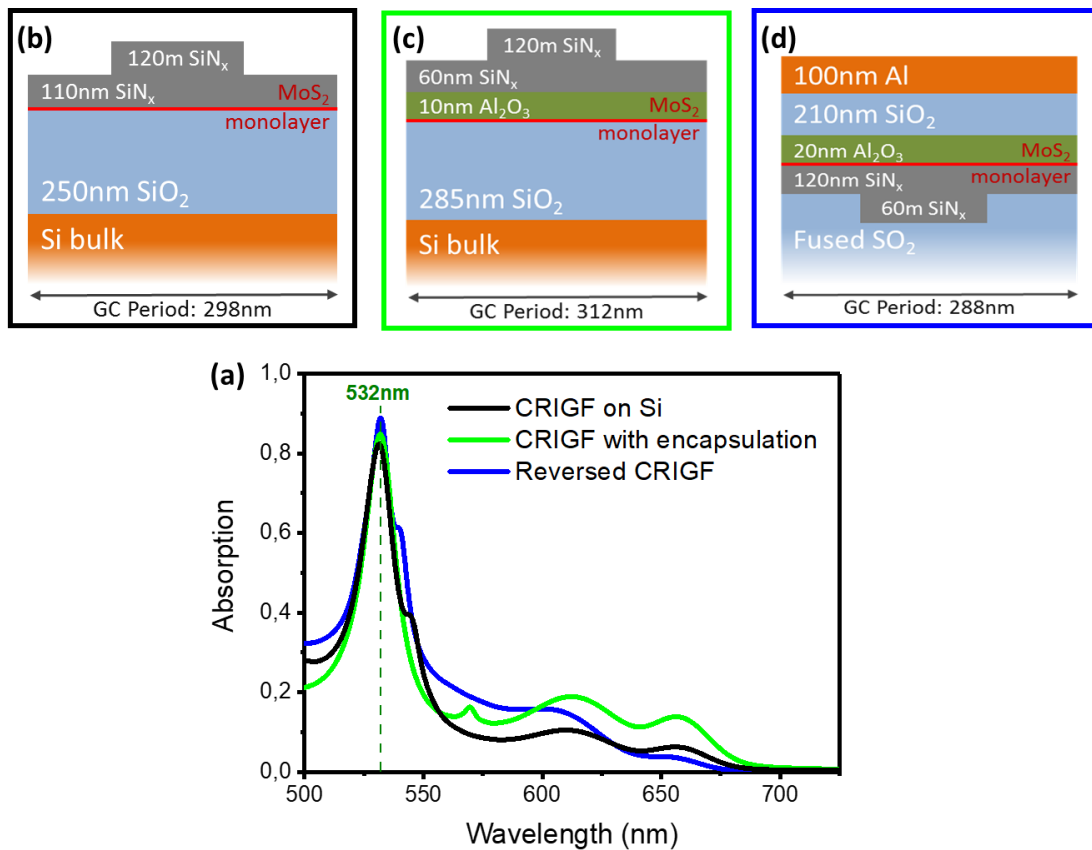 (b)
120m SiNx
110nm SiNx
MoS2
monolayer
250nm SiO2
Si bulk
GC Period: 298nm
(c)
120m SiNx
60nm SiNx
10nm Al2O3
MoS2
monolayer
285nm SiO2
Si bulk
GC Period: 312nm
(d)
100nm Al
210nm SiO2
20nm Al2O3
MoS2
120nm SiNx
monolayer
60m SiNx
Fused SO2
GC Period: 288nm
(a)
532nm
CRIGF on Si
CRIGF with encapsulation
Reversed CRIGF
1,0
0,8
0,6
0,4
0,2
0,0
Absorption
500 550 600 650 700
Wavelength (nm)